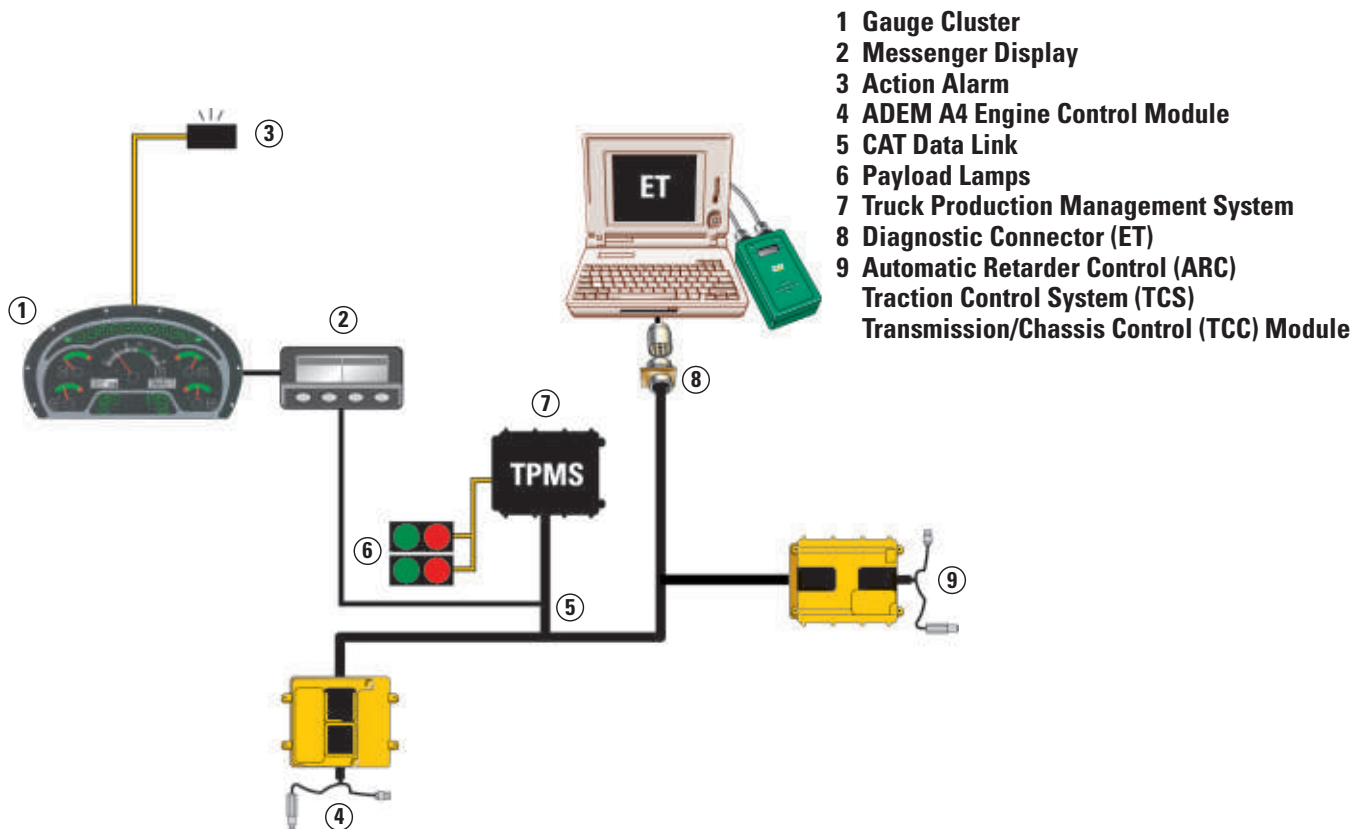 1 Gauge Cluster
2 Messenger Display
3 Action Alarm
4 ADEM A4 Engine Control Module
5 CAT Data Link
6 Payload Lamps
7 Truck Production Management System
8 Diagnostic Connector (ET)
9 Automatic Retarder Control (ARC)
Traction Control System (TCS)
Transmission/Chassis Control (TCC) Module
3
ET
1
2
8
7
TPMS
6
9
5
4